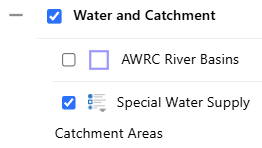 Water and Catchment
AWRC River Basins
Special Water Supply
Catchment Areas